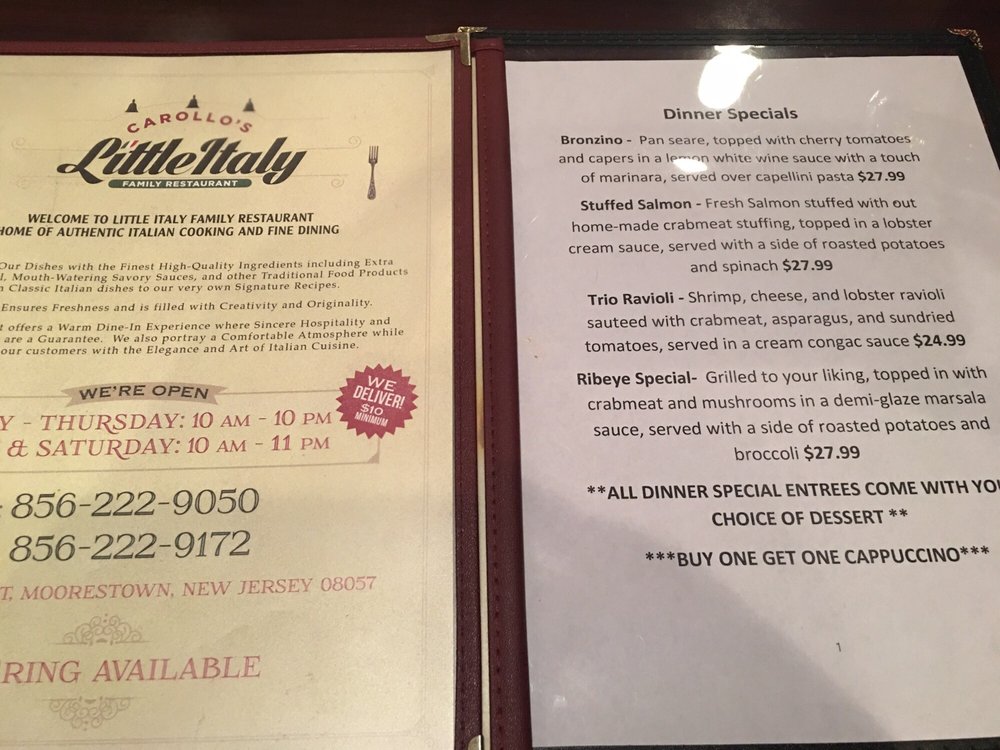 CAROLLO'S
Little Italy
FAMILY RESTAURANT
WELCOME TO LITTLE ITALY FAMILY RESTAURANT
HOME OF AUTHENTIC ITALIAN COOKING AND FINE DINING
Our Dishes with the Finest High-Quality Ingredients including Extra
Mouth-Watering Savory Sauces, and other Traditional Food Products
Classic Italian dishes to our very own Signature Recipes.
Ensures Freshness and is filled with Creativity and Originality.
offers a Warm Dine-In Experience where Sincere Hospitality and
are a Guarantee. We also portray a Comfortable Atmosphere while
our customers with the Elegance and Art of Italian Cuisine.
WE'RE OPEN
Y - THURSDAY: 10 AM - 10 PM
& SATURDAY: 10 AM - 11 PM
WE
DELIVER!
$10
MINIMUM
856-222-9050
856-222-9172
T, MOORESTOWN, NEW JERSEY 08057
RING AVAILABLE
Dinner Specials
Bronzino - Pan seare, topped with cherry tomatoes
and capers in a lemon white wine sauce with a touch
of marinara, served over capellini pasta $27.99
Stuffed Salmon - Fresh Salmon stuffed with out
home-made crabmeat stuffing, topped in a lobster
cream sauce, served with a side of roasted potatoes
and spinach $27.99
Trio Ravioli - Shrimp, cheese, and lobster ravioli
sauteed with crabmeat, asparagus, and sundried
tomatoes, served in a cream congac sauce $24.99
Ribeye Special- Grilled to your liking, topped in with
crabmeat and mushrooms in a demi-glaze marsala
sauce, served with a side of roasted potatoes and
broccoli $27.99
**ALL DINNER SPECIAL ENTREES COME WITH YOU
CHOICE OF DESSERT **
***BUY ONE GET ONE CAPPUCCINO***
1